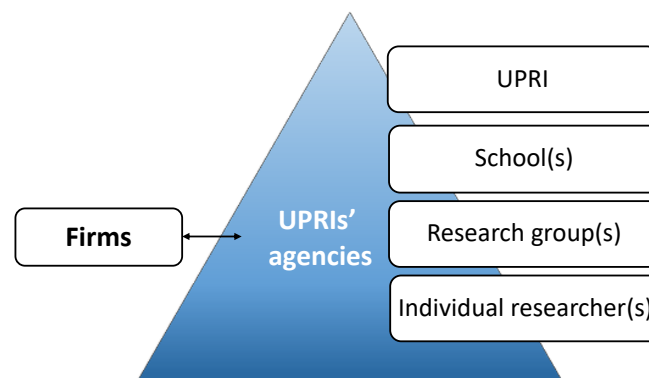 UPRI
School(s)
Firms
UPRIs’
agencies
Research group(s)
Individual researcher(s)